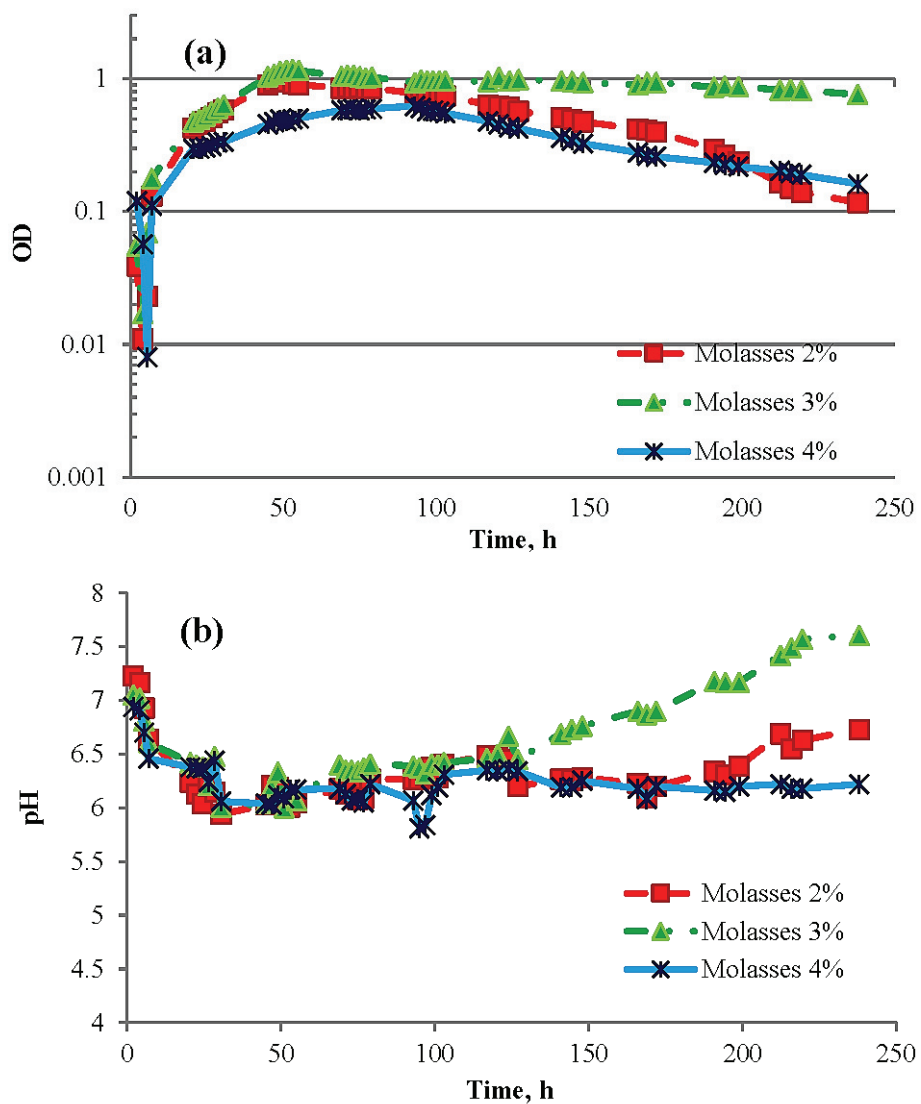 (a)
1
0.1
0.01
0.001
OD
0 50 100 150 200 250
Time, h
Molasses 2%
Molasses 3%
Molasses 4%
(b)
8
7.5
7
6.5
6
5.5
5
4.5
4
pH
0 50 100 150 200 250
Time, h
Molasses 2%
Molasses 3%
Molasses 4%